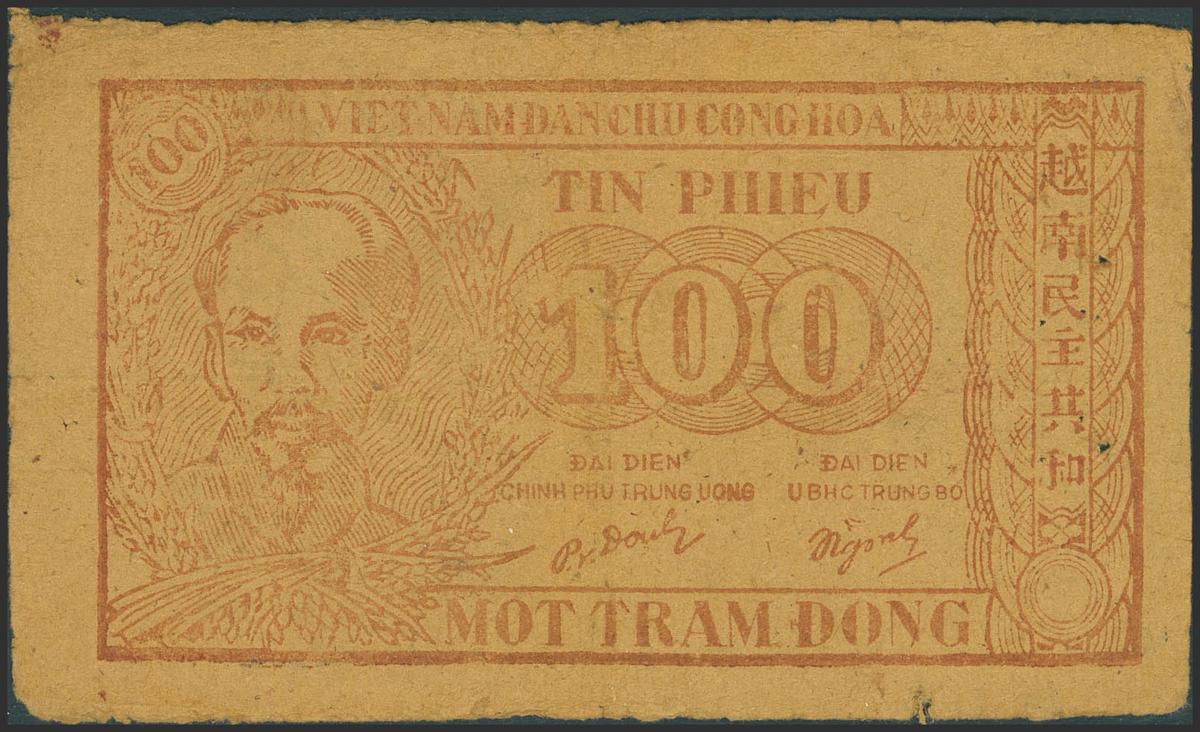 100
VIET-NAM-DAN CHU CONG-HOA
TIN PHIEU
100
ĐAI DIEN
CHINH PHU TRUNG UONG
ĐAI DIEN
UBHC TRUNG BO
MOT TRAM ĐONG
越南民主共和